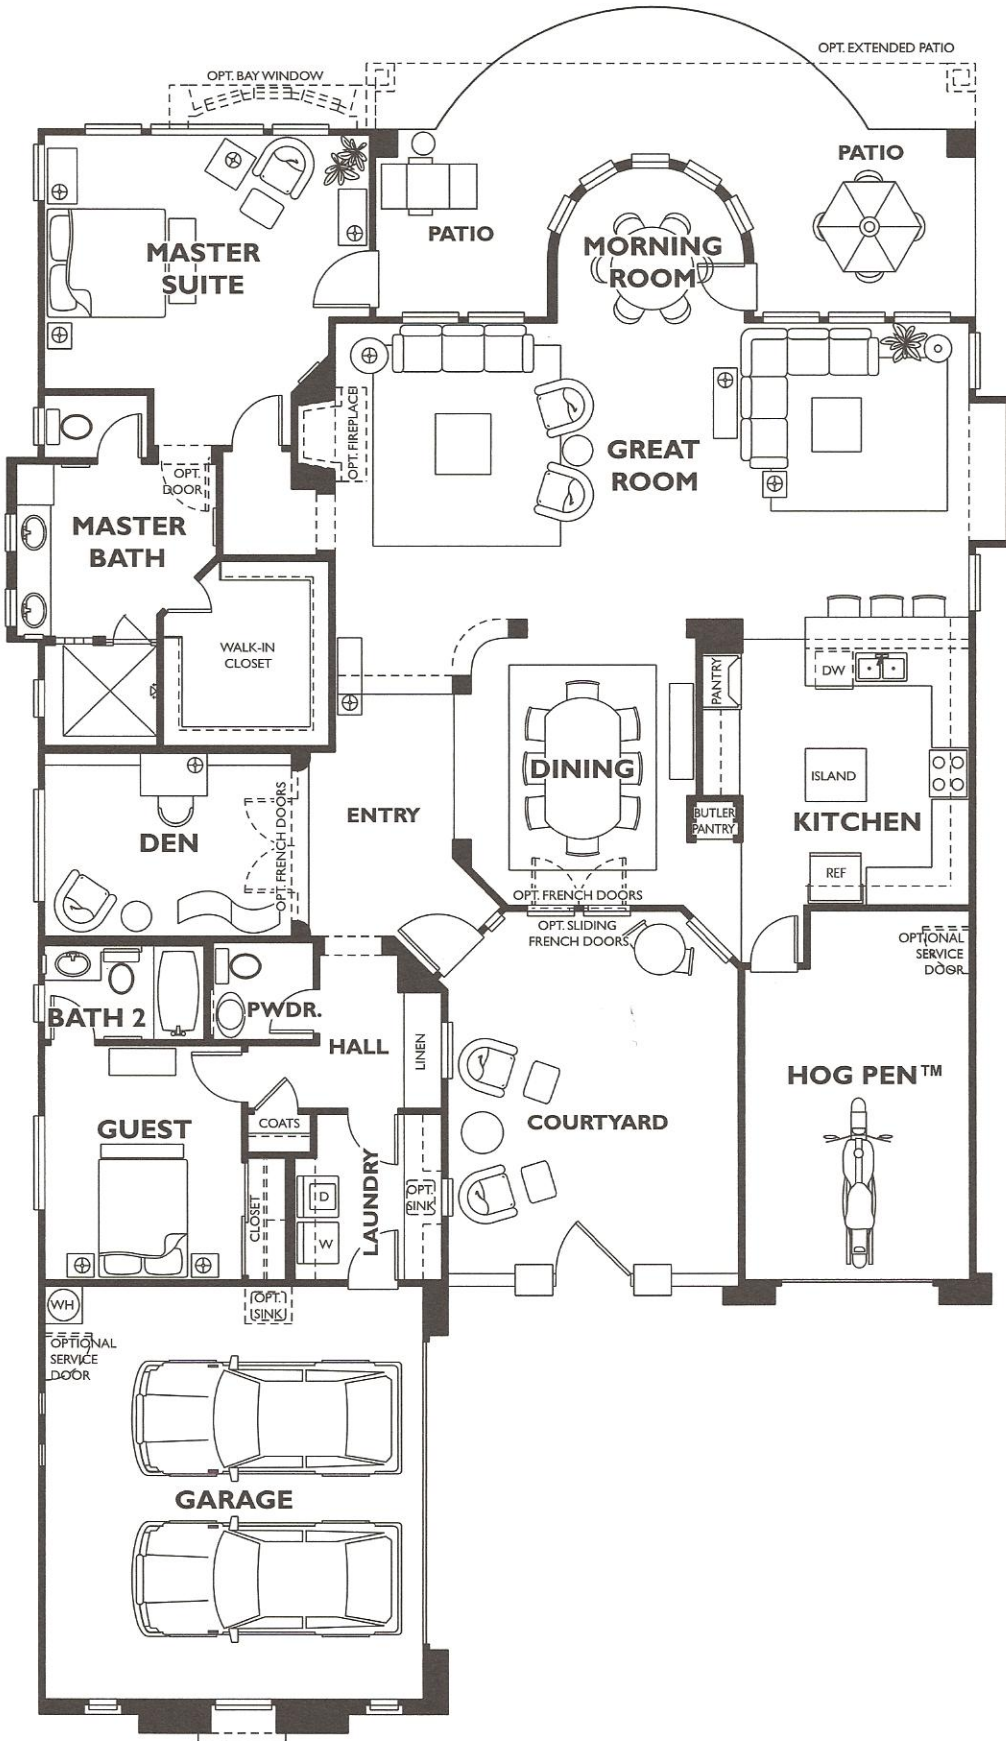 OPT. EXTENDED PATIO
OPT. BAY WINDOW
PATIO
PATIO
MORNING
ROOM
MASTER
SUITE
OPT. FIREPLACE
GREAT
ROOM
OPT.
DOOR
MASTER
BATH
WALK-IN
CLOSET
PANTRY
DW
ISLAND
DINING
KITCHEN
BUTLER
PANTRY
REF
ENTRY
DEN
OPT. FRENCH DOORS
OPT. FRENCH DOORS
OPT. SLIDING
FRENCH DOORS
OPTIONAL
SERVICE
DOOR
BATH 2
PWDR.
HALL
LINEN
HOG PEN™
COURTYARD
GUEST
COATS
CLOSET
D
W
LAUNDRY
OPT.
SINK
WH
OPT.
SINK
OPTIONAL
SERVICE
DOOR
GARAGE